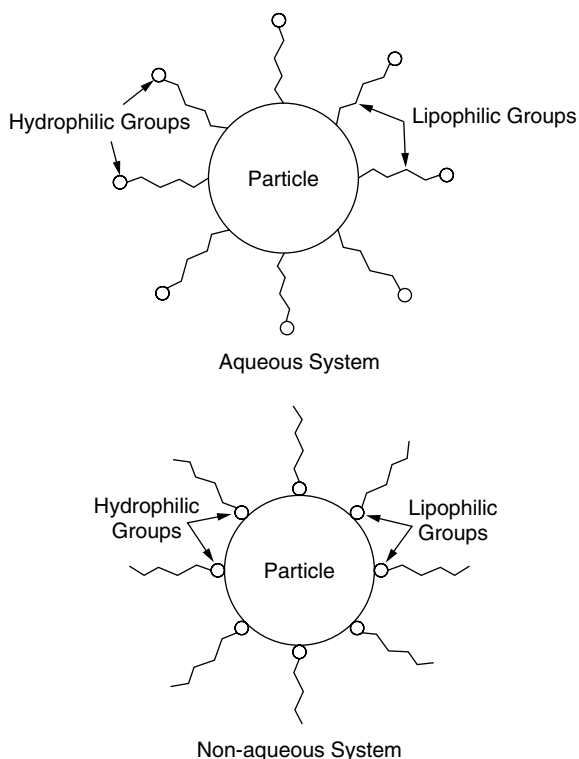 Hydrophilic Groups
Lipophilic Groups
Particle
Aqueous System
Hydrophilic
Groups
Lipophilic
Groups
Particle
Non-aqueous System